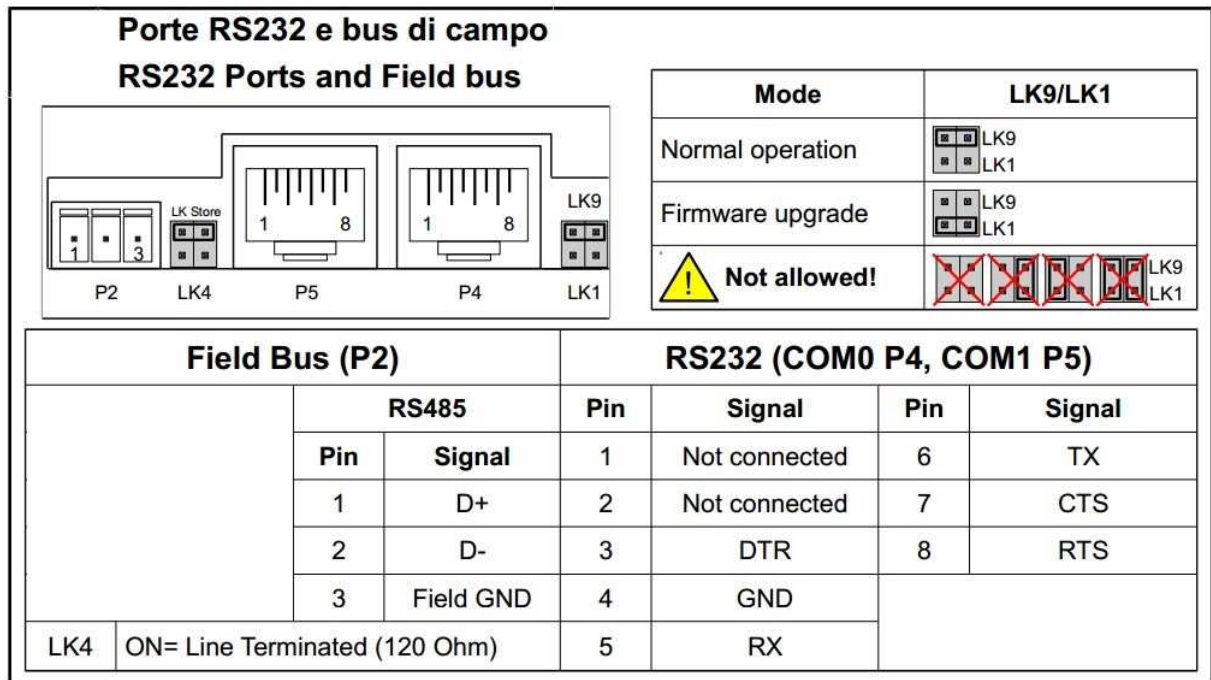 Porte RS232 e bus di campo
RS232 Ports and Field bus
LK Store
1 3
1 8
1 8
LK9
P2 LK4 P5 P4 LK1
Mode LK9/LK1
Normal operation LK9
LK1
Firmware upgrade LK9
LK1
! Not allowed! LK9
LK1
Field Bus (P2) RS232 (COM0 P4, COM1 P5)
RS485 Pin Signal Pin Signal
Pin Signal 1 Not connected 6 TX
1 D+ 2 Not connected 7 CTS
2 D- 3 DTR 8 RTS
3 Field GND 4 GND
LK4 ON= Line Terminated (120 Ohm) 5 RX